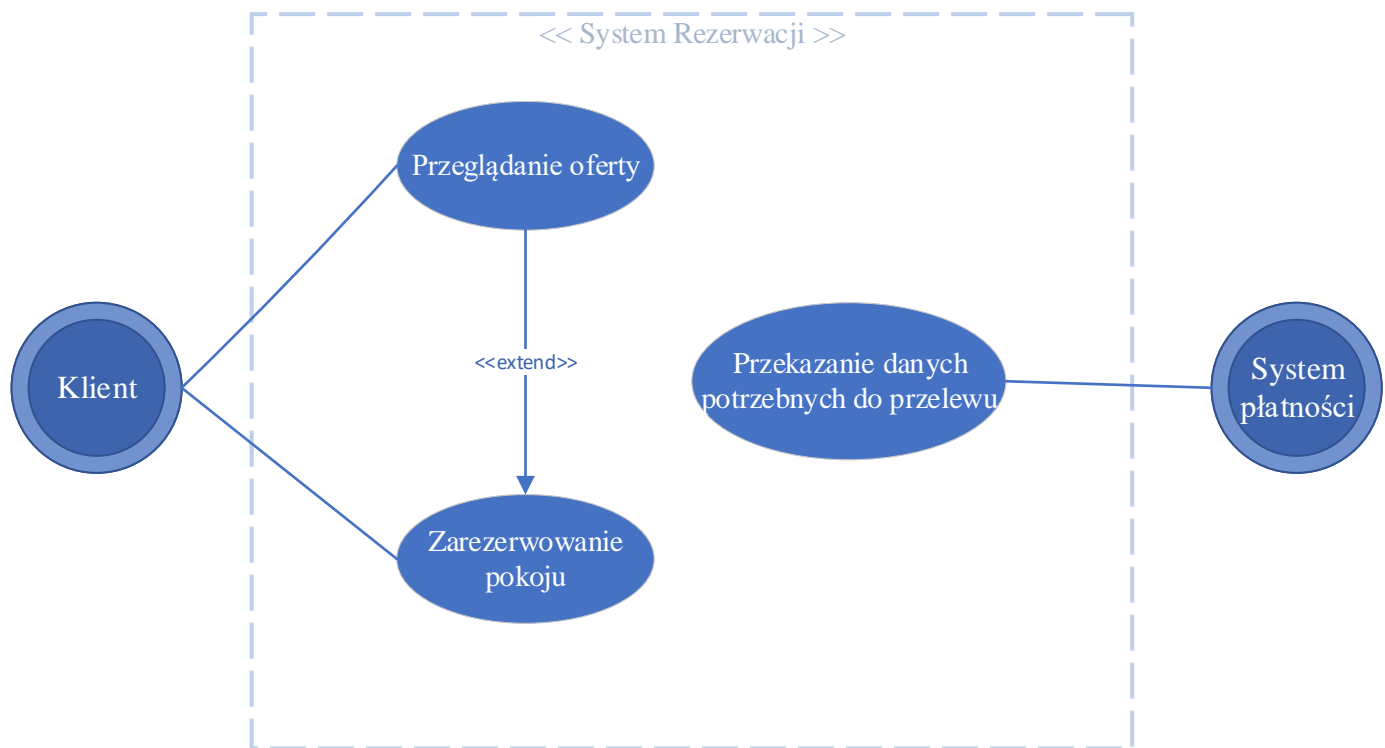 << System Rezerwacji >>
Przeglądanie oferty
<<extend>>
Klient
Przekazanie danych
potrzebnych do przelewu
System
płatności
Zarezerwowanie
pokoju